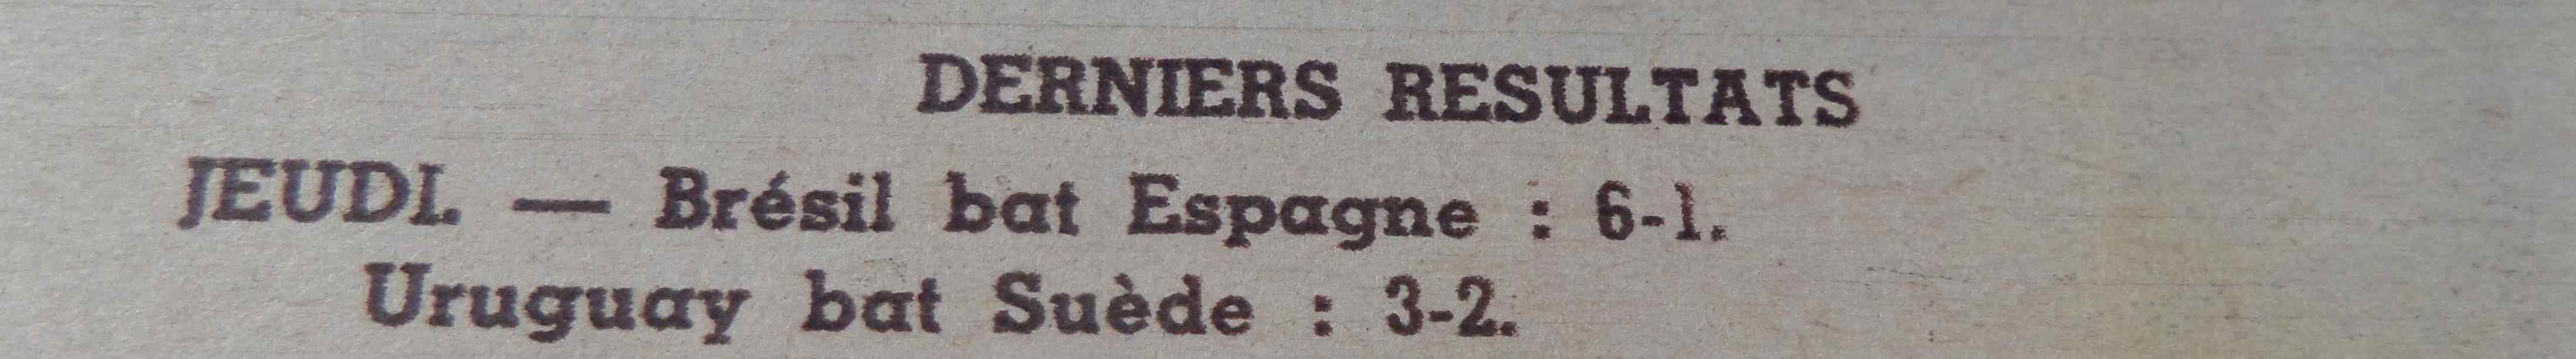 DERNIERS RESULTATS
JEUDI. — Brésil bat Espagne : 6-1.
Uruguay bat Suède : 3-2.